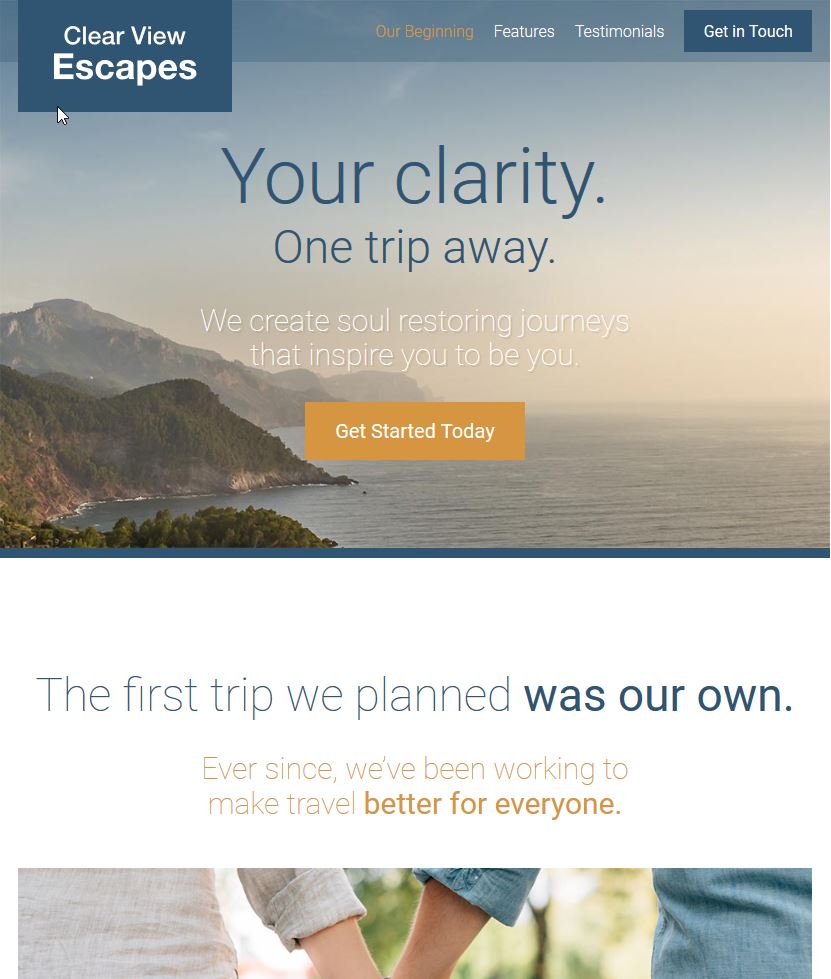 Clear View
Escapes
Our Beginning
Features
Testimonials
Get in Touch
Your clarity.
One trip away.
We create soul restoring journeys
that inspire you to be you.
Get Started Today
The first trip we planned was our own.
Ever since, we’ve been working to
make travel better for everyone.